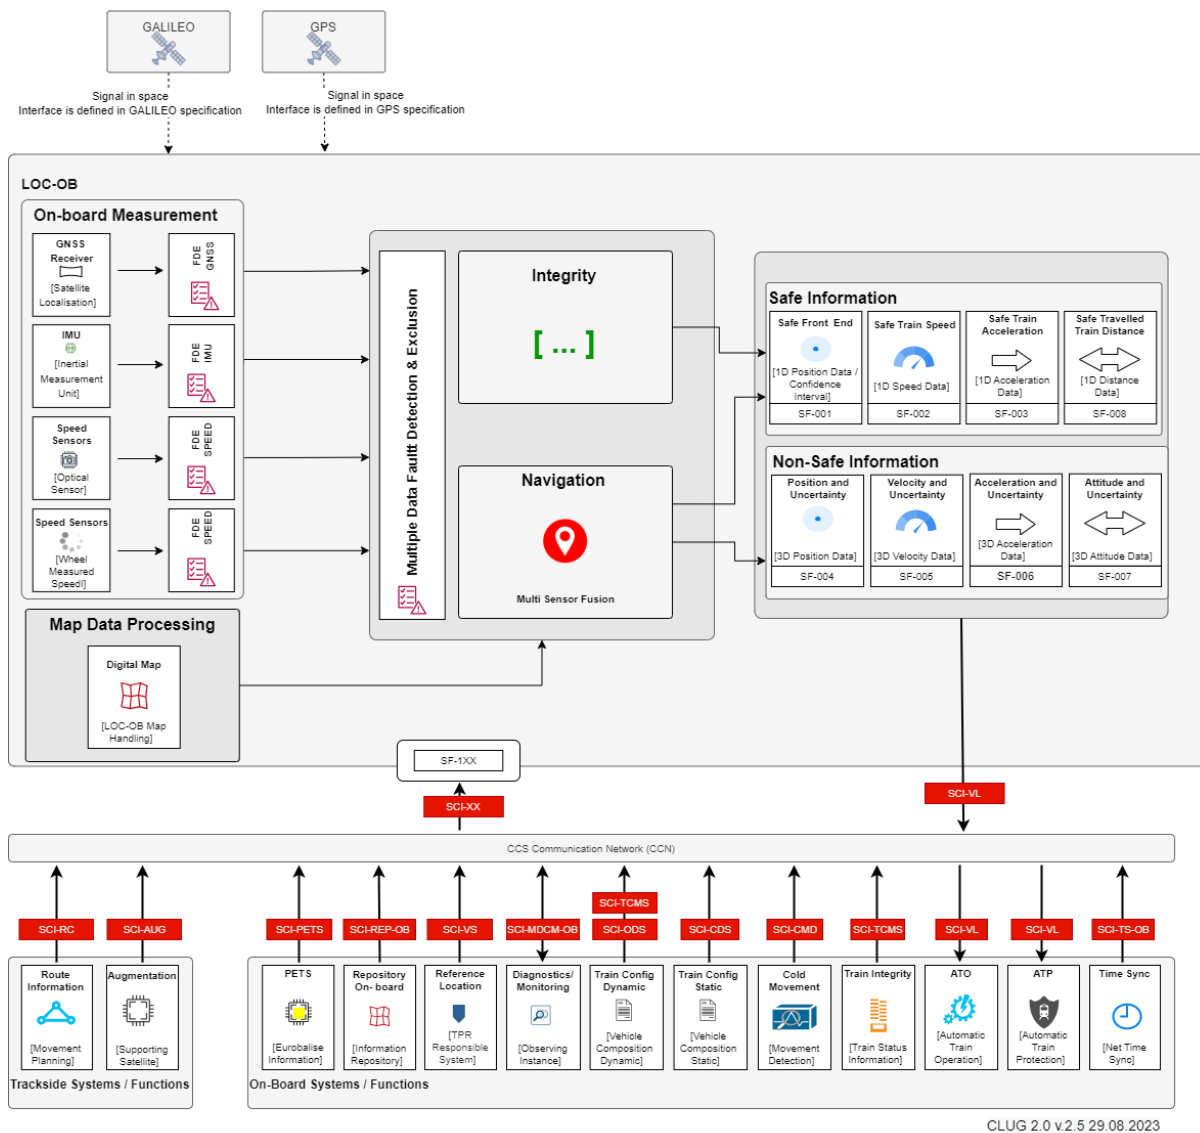 GALILEO
GPS
Signal in space
Interface is defined in GALILEO specification
Signal in space
Interface is defined in GPS specification
LOC-OB
On-board Measurement
GNSS
Receiver
[Satellite
Localisation]
FDE
GNSS
IMU
[Inertial
Measurement
Unit]
FDE
IMU
Speed
Sensors
[Optical
Sensor]
FDE
SPEED
Speed Sensors
[Wheel
Measured
Speedl]
FDE
SPEED
Map Data Processing
Digital Map
[LOC-OB Map
Handling]
Multiple Data Faultt Detection & Exclusion
Integrity
[ ... ]
Navigation
Multi Sensor Fusion
Safe Information
Safe Front End
[1D Position Data /
Confidence
Interval]
SF-001
Safe Train Speed
[1D Speed Data]
SF-002
Safe Train
Acceleration
[1D Acceleration
Data]
SF-003
Safe Travelled
Train Distance
[1D Distance
Data]
SF-008
Non-Safe Information
Position and
Uncertainty
[3D Position Data]
SF-004
Velocity and
Uncertainty
[3D Velocity Data]
SF-005
Acceleration and
Uncertainty
[3D Acceleration
Data]
SF-006
Attitude and
Uncertainty
[3D Attitude Data]
SF-007
SF-1XX
SCI-XX
SCI-VL
CCS Communication Network (CCN)
SCI-RC
SCI-AUG
SCI-PETS
SCI-REP-OB
SCI-VS
SCI-MDCM-OB
SCI-TCMS
SCI-ODS
SCI-CDS
SCI-CMD
SCI-TCMS
SCI-VL
SCI-VL
SCI-TS-OB
Route
Information
[Movement
Planning]
Augmentation
[Supporting
Satellite]
Trackside Systems / Functions
PETS
[Eurobalise
Information]
Repository
On- board
[Information
Repository]
Reference
Location
[TPR
Responsible
System]
Diagnostics/
Monitoring
[Observing
Instance]
Train Config
Dynamic
[Vehicle
Composition
Dynamic]
Train Config
Static
[Vehicle
Composition
Static]
Cold
Movement
[Movement
Detection]
Train Integrity
[Train Status
Information]
ATO
[Automatic
Train
Operation]
ATP
[Automatic
Train
Protection]
Time Sync
[Net Time
Sync]
On-Board Systems / Functions
CLUG 2.0 v.2.5 29.08.2023